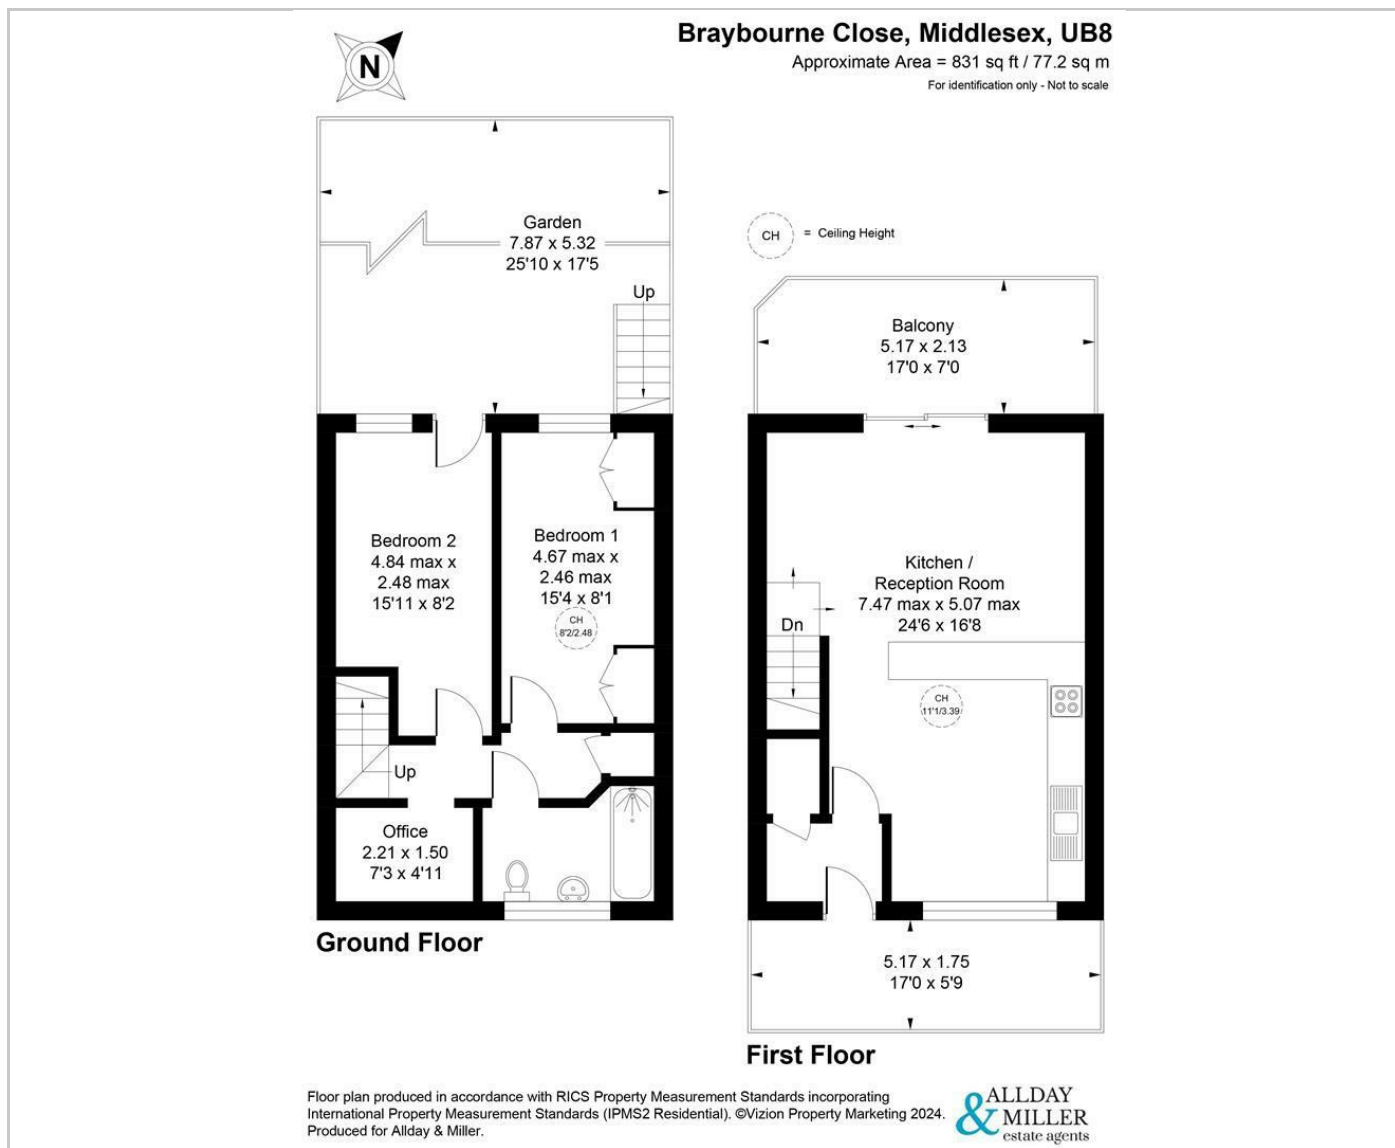 Braybourne Close, Middlesex, UB8
Approximate Area = 831 sq ft / 77.2 sq m
For identification only - Not to scale
N
Garden
7.87 x 5.32
25'10 x 17'5
Up
CH
= Ceiling Height
Balcony
5.17 x 2.13
17'0 x 7'0
Bedroom 2
4.84 max x
2.48 max
15'11 x 8'2
Bedroom 1
4.67 max x
2.46 max
15'4 x 8'1
CH
8'2/2.48
Up
Office
2.21 x 1.50
7'3 x 4'11
Ground Floor
Kitchen /
Reception Room
7.47 max x 5.07 max
24'6 x 16'8
Dn
CH
11'1/3.39
5.17 x 1.75
17'0 x 5'9
First Floor
Floor plan produced in accordance with RICS Property Measurement Standards incorporating
International Property Measurement Standards (IPMS2 Residential). ©Vizion Property Marketing 2024.
Produced for Allday & Miller.
ALLDAY
& MILLER
estate agents